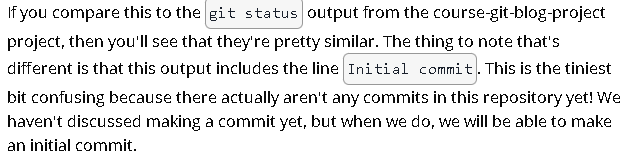 If you compare this to the git status output from the course-git-blog-project
project, then you'll see that they're pretty similar. The thing to note that's
different is that this output includes the line Initial commit. This is the tiniest
bit confusing because there actually aren't any commits in this repository yet! We
haven't discussed making a commit yet, but when we do, we will be able to make
an initial commit.